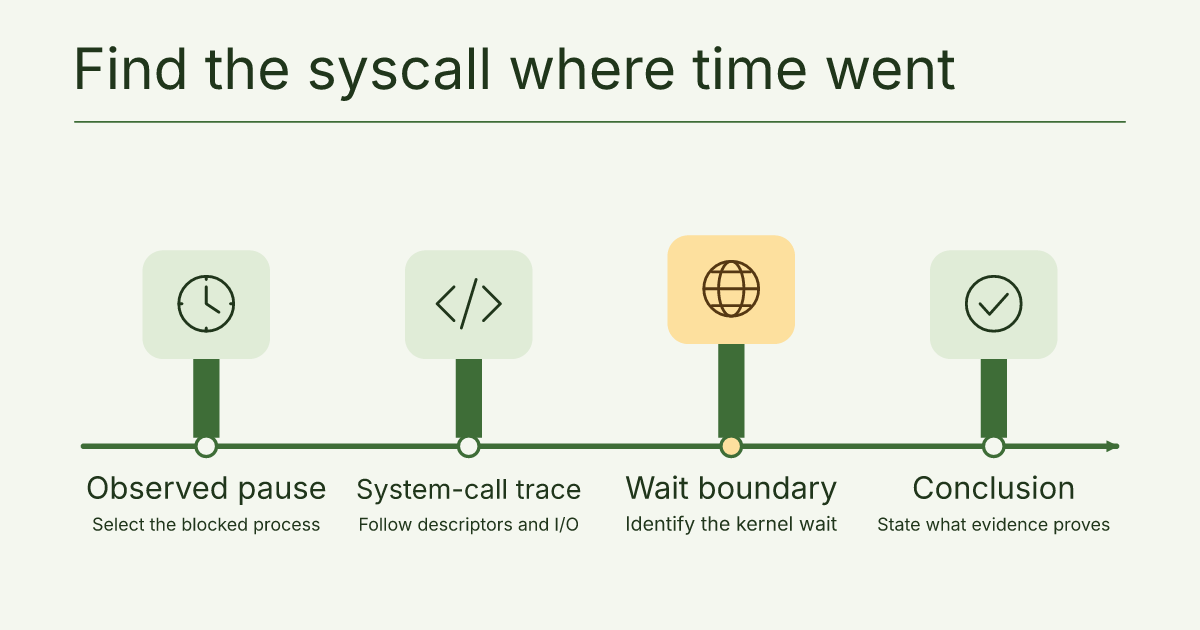 Find the syscall where time went
Observed pause
Select the blocked process
System-call trace
Follow descriptors and I/O
Wait boundary
Identify the kernel wait
Conclusion
State what evidence proves